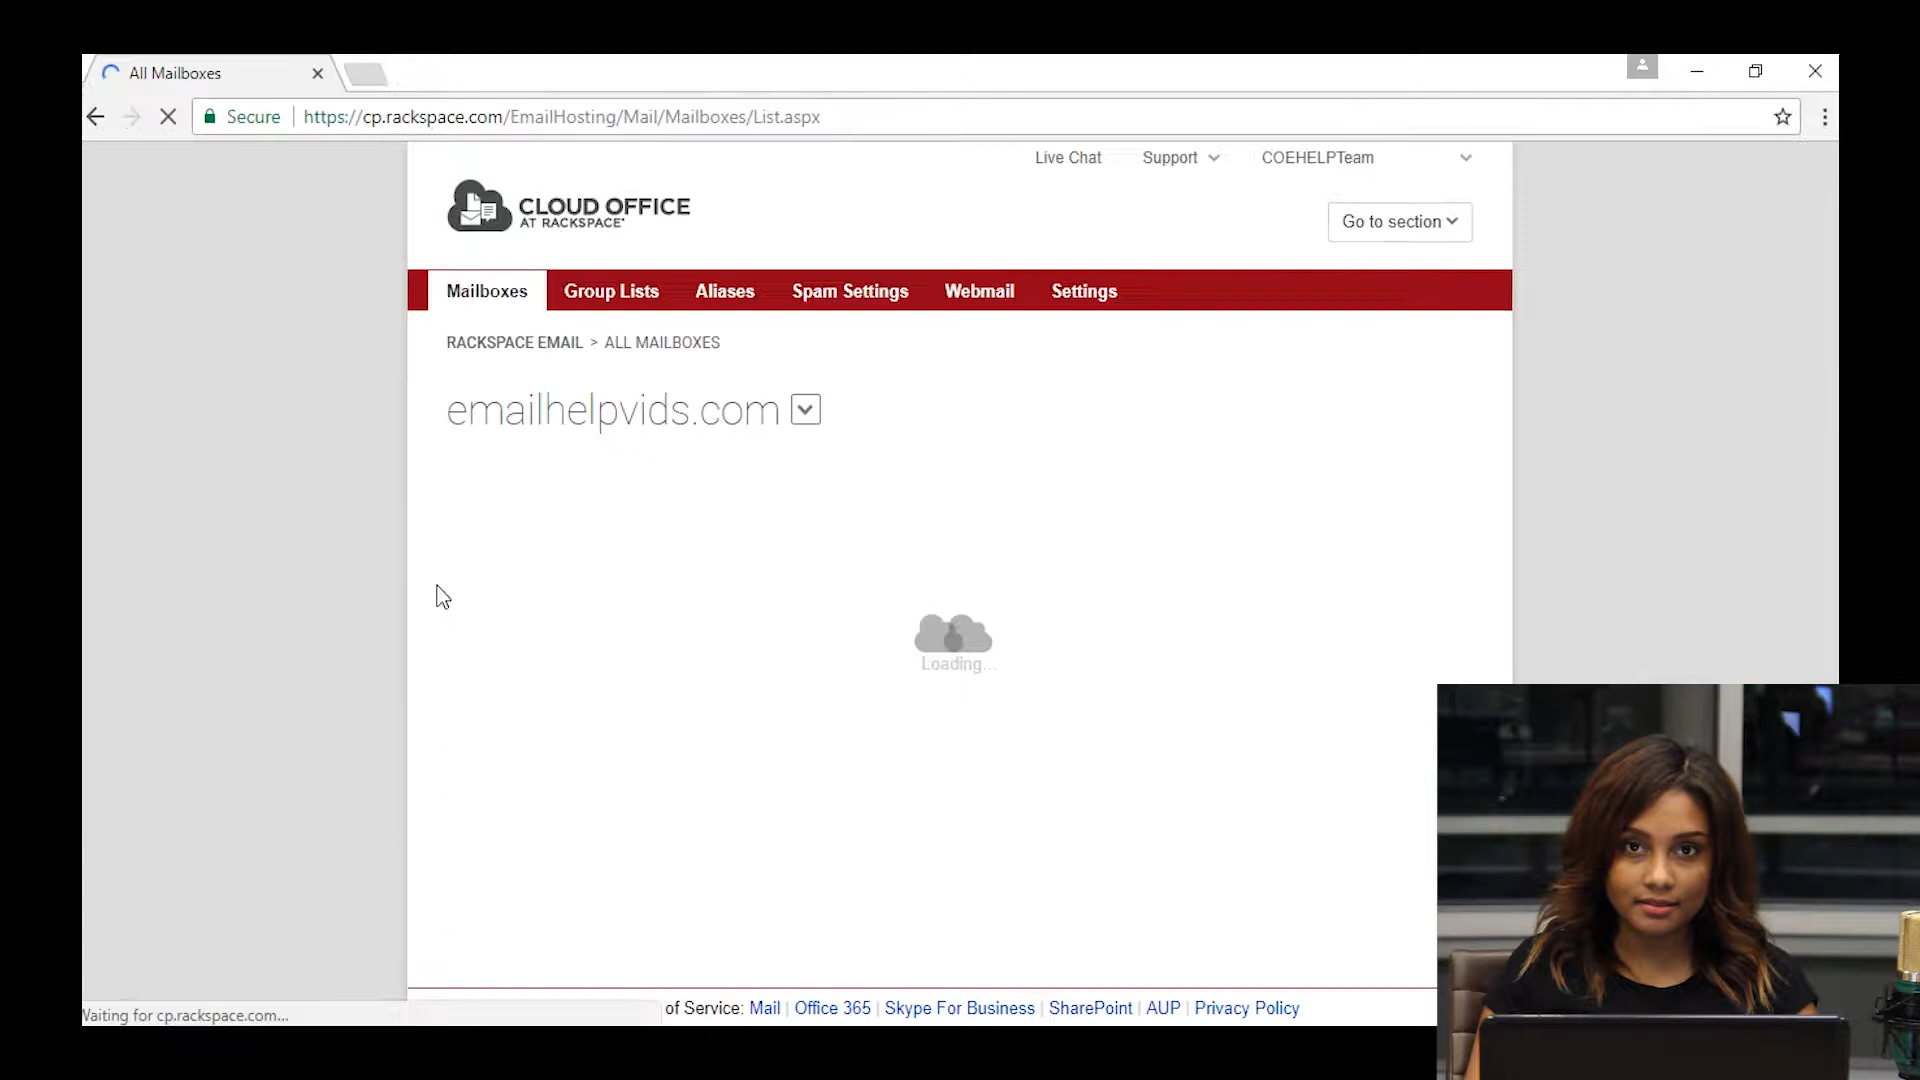 All Mailboxes
Secure https://cp.rackspace.com/EmailHosting/Mail/Mailboxes/List.aspx
Live Chat Support COEHELPTeam
CLOUD OFFICE
AT RACKSPACE
Go to section
Mailboxes Group Lists Aliases Spam Settings Webmail Settings
RACKSPACE EMAIL > ALL MAILBOXES
emailhelpvids.com
Loading...
of Service: Mail | Office 365 | Skype For Business | SharePoint | AUP | Privacy Policy
Waiting for cp.rackspace.com...